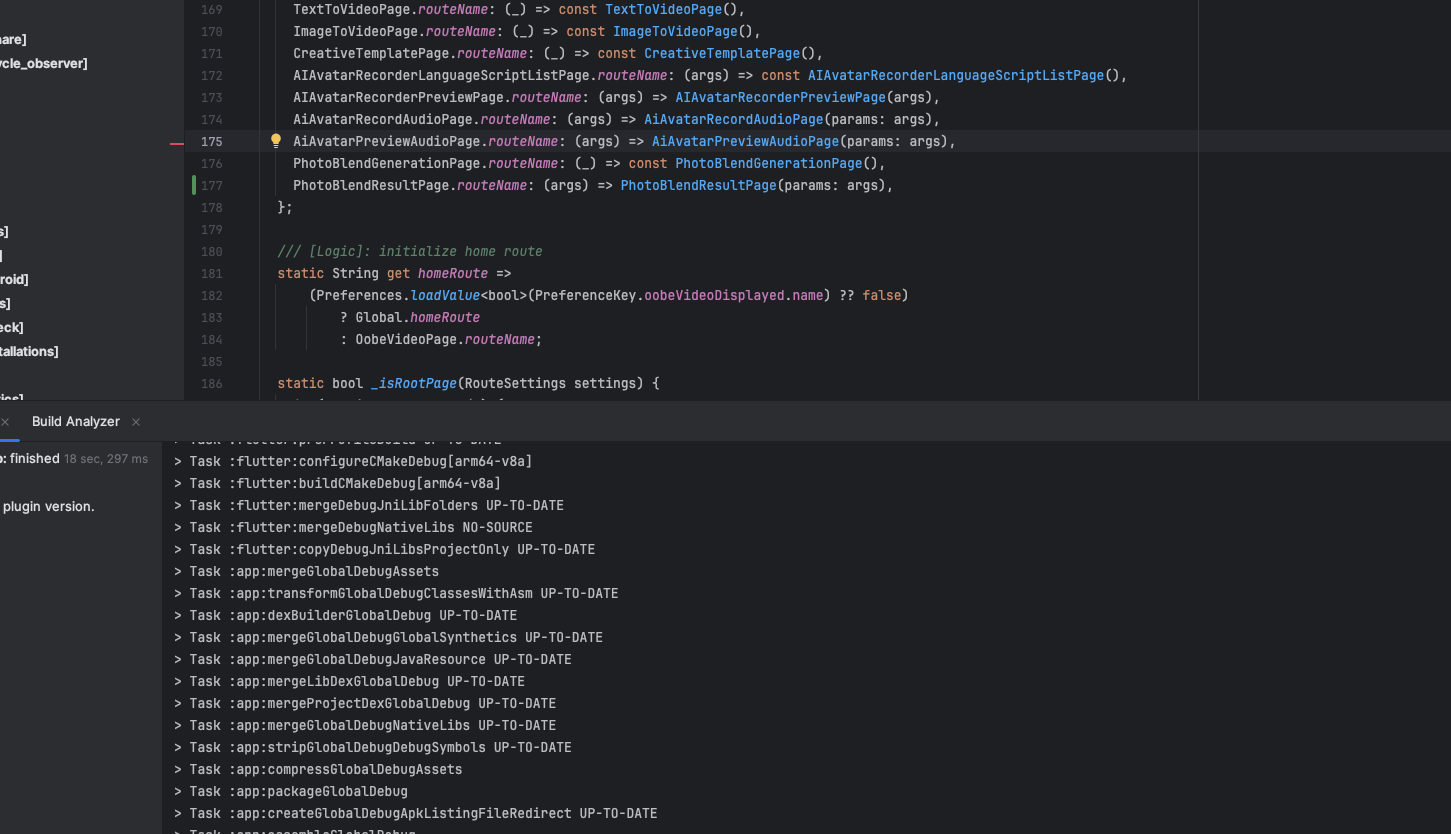 169 TextToVideoPage.routeName: (_) => const TextToVideoPage(),
170 ImageToVideoPage.routeName: (_) => const ImageToVideoPage(),
171 CreativeTemplatePage.routeName: (_) => const CreativeTemplatePage(),
172 AIAvatarRecorderLanguageScriptListPage.routeName: (args) => const AIAvatarRecorderLanguageScriptListPage(),
173 AIAvatarRecorderPreviewPage.routeName: (args) => AIAvatarRecorderPreviewPage(args),
174 AiAvatarRecordAudioPage.routeName: (args) => AiAvatarRecordAudioPage(params: args),
175 AiAvatarPreviewAudioPage.routeName: (args) => AiAvatarPreviewAudioPage(params: args),
176 PhotoBlendGenerationPage.routeName: (_) => const PhotoBlendGenerationPage(),
177 PhotoBlendResultPage.routeName: (args) => PhotoBlendResultPage(params: args),
178 };
179
180 /// [Logic]: initialize home route
181 static String get homeRoute =>
182 (Preferences.loadValue<bool>(PreferenceKey.oobeVideoDisplayed.name) ?? false)
183 ? Global.homeRoute
184 : OobeVideoPage.routeName;
185
186 static bool _isRootPage(RouteSettings settings) {
are]
cle_observer]
s]
]
roid]
s]
eck]
tallations]
Build Analyzer
: finished 18 sec, 297 ms
plugin version.
> Task :flutter:configureCMakeDebug[arm64-v8a]
> Task :flutter:buildCMakeDebug[arm64-v8a]
> Task :flutter:mergeDebugJniLibFolders UP-TO-DATE
> Task :flutter:mergeDebugNativeLibs NO-SOURCE
> Task :flutter:copyDebugJniLibsProjectOnly UP-TO-DATE
> Task :app:mergeGlobalDebugAssets
> Task :app:transformGlobalDebugClassesWithAsm UP-TO-DATE
> Task :app:dexBuilderGlobalDebug UP-TO-DATE
> Task :app:mergeGlobalDebugGlobalSynthetics UP-TO-DATE
> Task :app:mergeGlobalDebugJavaResource UP-TO-DATE
> Task :app:mergeLibDexGlobalDebug UP-TO-DATE
> Task :app:mergeProjectDexGlobalDebug UP-TO-DATE
> Task :app:mergeGlobalDebugNativeLibs UP-TO-DATE
> Task :app:stripGlobalDebugDebugSymbols UP-TO-DATE
> Task :app:compressGlobalDebugAssets
> Task :app:packageGlobalDebug
> Task :app:createGlobalDebugApkListingFileRedirect UP-TO-DATE